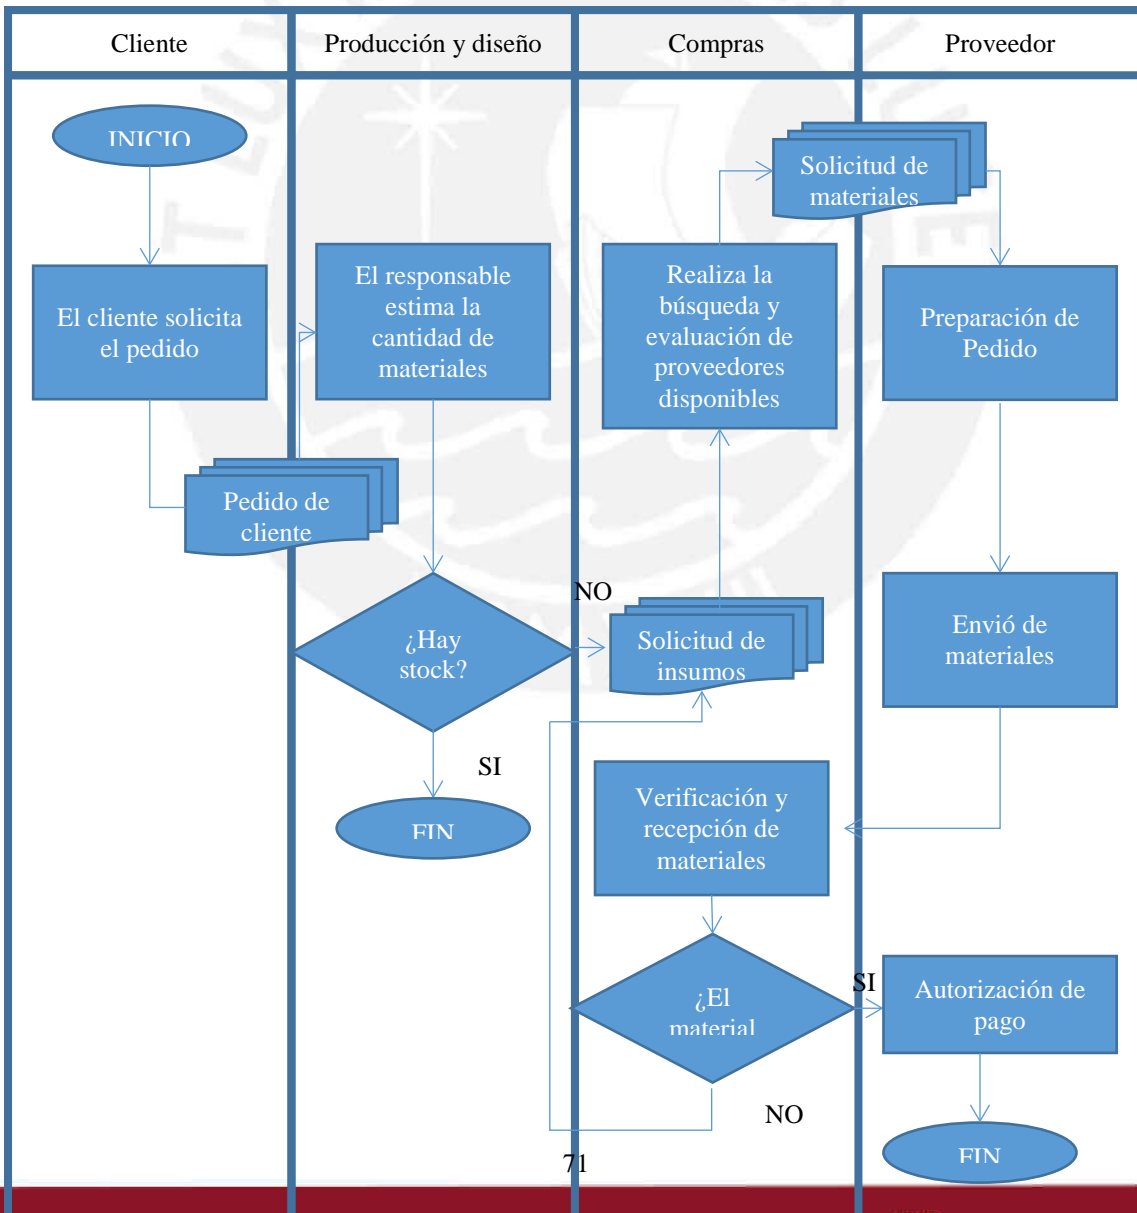 Cliente
Producción y diseño
Compras
Proveedor
INICIO
El cliente solicita
el pedido
Pedido de
cliente
El responsable
estima la
cantidad de
materiales
¿Hay
stock?
NO
SI
FIN
Solicitud de
insumos
Realiza la
búsqueda y
evaluación de
proveedores
disponibles
Solicitud de
materiales
Preparación de
Pedido
Envió de
materiales
Verificación y
recepción de
materiales
¿El
material
SI
NO
Autorización de
pago
FIN
71